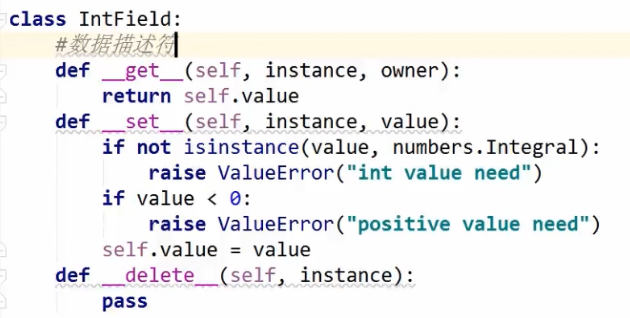 class IntField:
    #数据描述符
    def __get__(self, instance, owner):
        return self.value
    def __set__(self, instance, value):
        if not isinstance(value, numbers.Integral):
            raise ValueError("int value need")
        if value < 0:
            raise ValueError("positive value need")
        self.value = value
    def __delete__(self, instance):
        pass